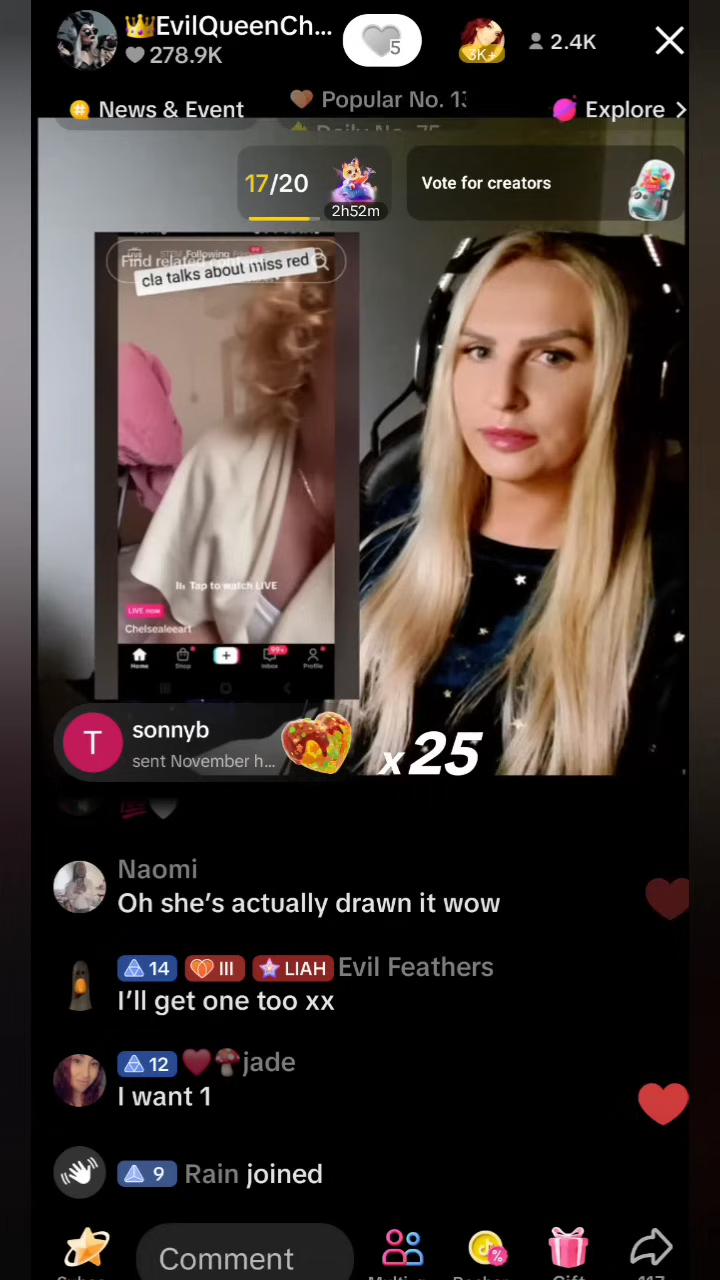 👑EvilQueenCh...
278.9K
5
3K+
2.4K
News & Event
Popular No. 13
Explore >
Daily No. 75
17/20
2h52m
Vote for creators
Following
Find related
cla talks about miss red
Tap to watch LIVE
LIVE now
Chelsealeeart
Home
Shop
99+
Inbox
Profile
T
sonnyb
sent November h...
x25
Naomi
Oh she's actually drawn it wow
14 III LIAH Evil Feathers
I'll get one too xx
12 ❤️🍄jade
I want 1
9 Rain joined
Comment